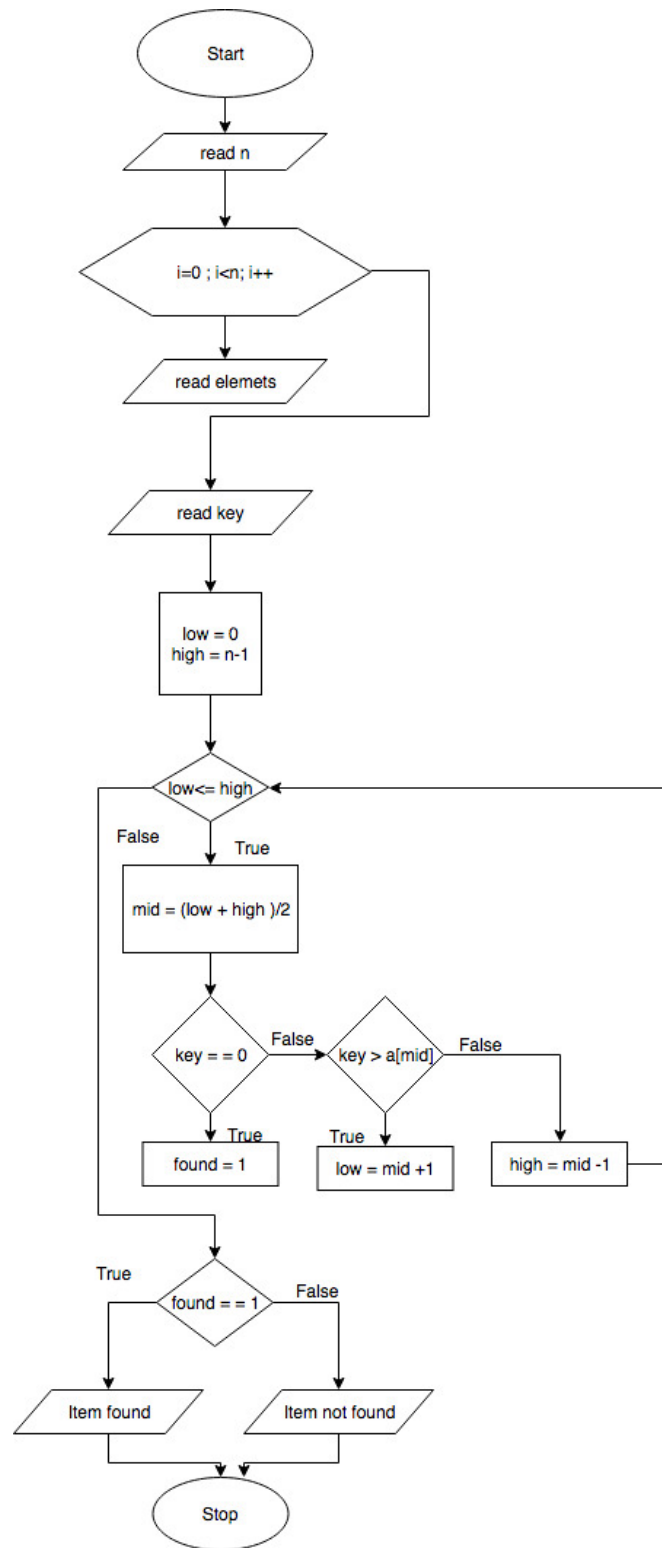 Start
read n
i=0 ; i<n; i++
read elemets
read key
low = 0
high = n-1
low<= high
False
True
mid = (low + high )/2
key = = 0
False
key > a[mid]
False
True
found = 1
True
low = mid +1
high = mid -1
True
found = = 1
False
Item found
Item not found
Stop